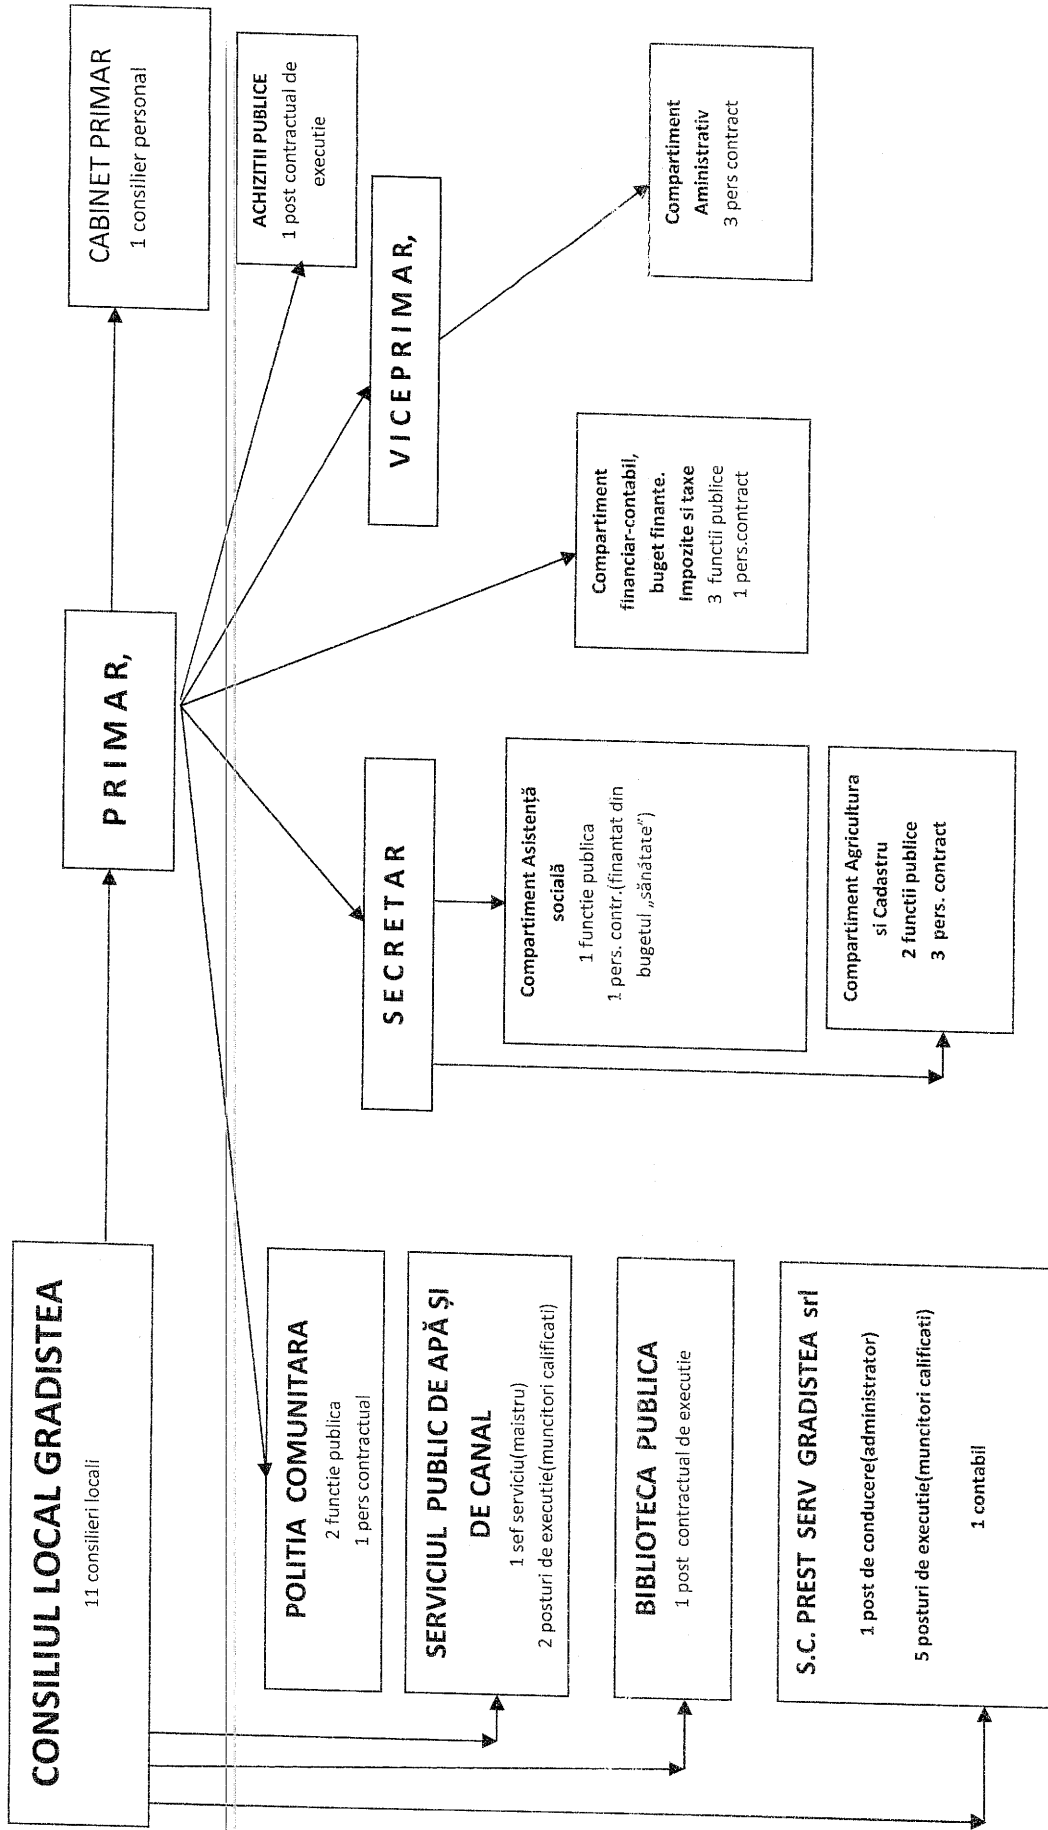 CONSILIUL LOCAL GRADISTEA
11 consilieri locali
PRIMAR,
CABINET PRIMAR
1 consilier personal
ACHIZITII PUBLICE
1 post contractual de
executie
POLITIA COMUNITARA
2 functie publica
1 pers contractual
SECRETAR
VICEPRIMAR,
SERVICIUL PUBLIC DE APĂ ȘI
DE CANAL
1 sef serviciu(maistru)
2 posturi de executie(muncitori calificati)
Compartiment Asistență
socială
1 functie publica
1 pers. contr.(finantat din
bugetul „sănătate”)
Compartiment
financiar-contabil,
buget finante.
Impozite si taxe
3 functii publice
1 pers.contract
Compartiment
Aministrativ
3 pers contract
BIBLIOTECA PUBLICA
1 post contractual de executie
S.C. PREST SERV GRADISTEA srl
1 post de conducere(administrator)
5 posturi de executie(muncitori calificati)
1 contabil
Compartiment Agricultura
si Cadastru
2 functii publice
3 pers. contract